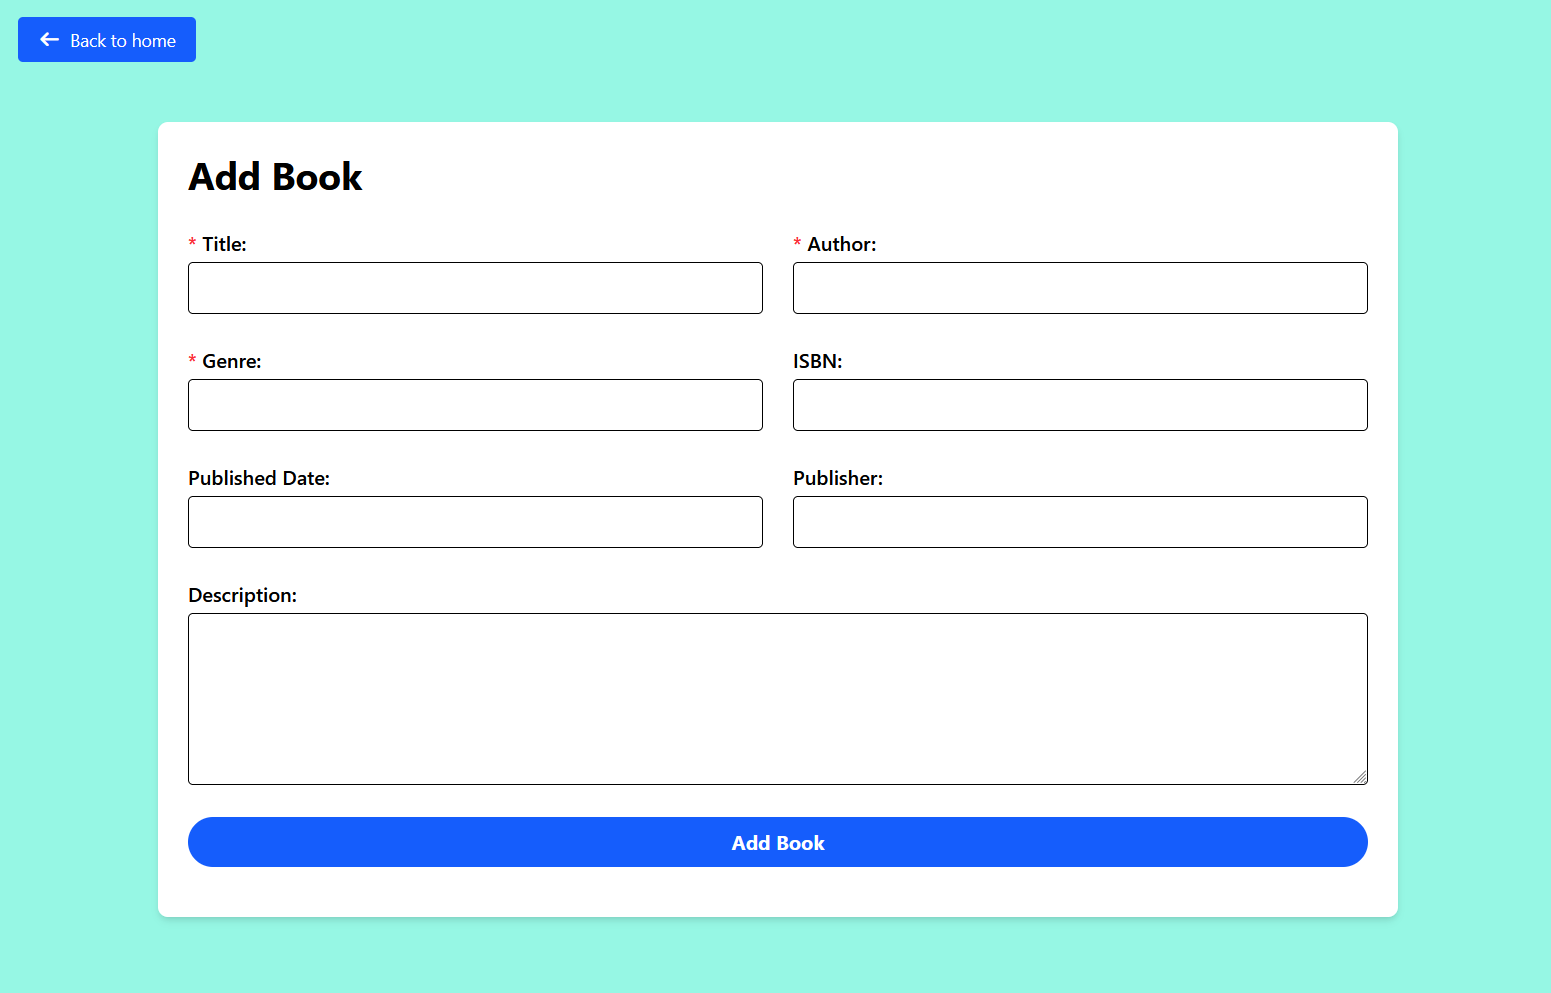 Back to home
Add Book
* Title:
* Author:
* Genre:
ISBN:
Published Date:
Publisher:
Description:
Add Book